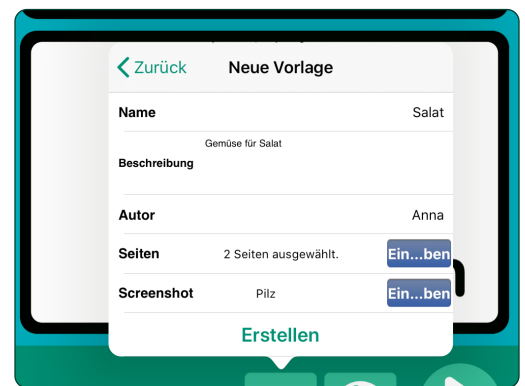 Zurück Neue Vorlage
Name Salat
Gemüse für Salat
Beschreibung
Autor Anna
Seiten 2 Seiten ausgewählt. Ein...ben
Screenshot Pilz Ein...ben
Erstellen